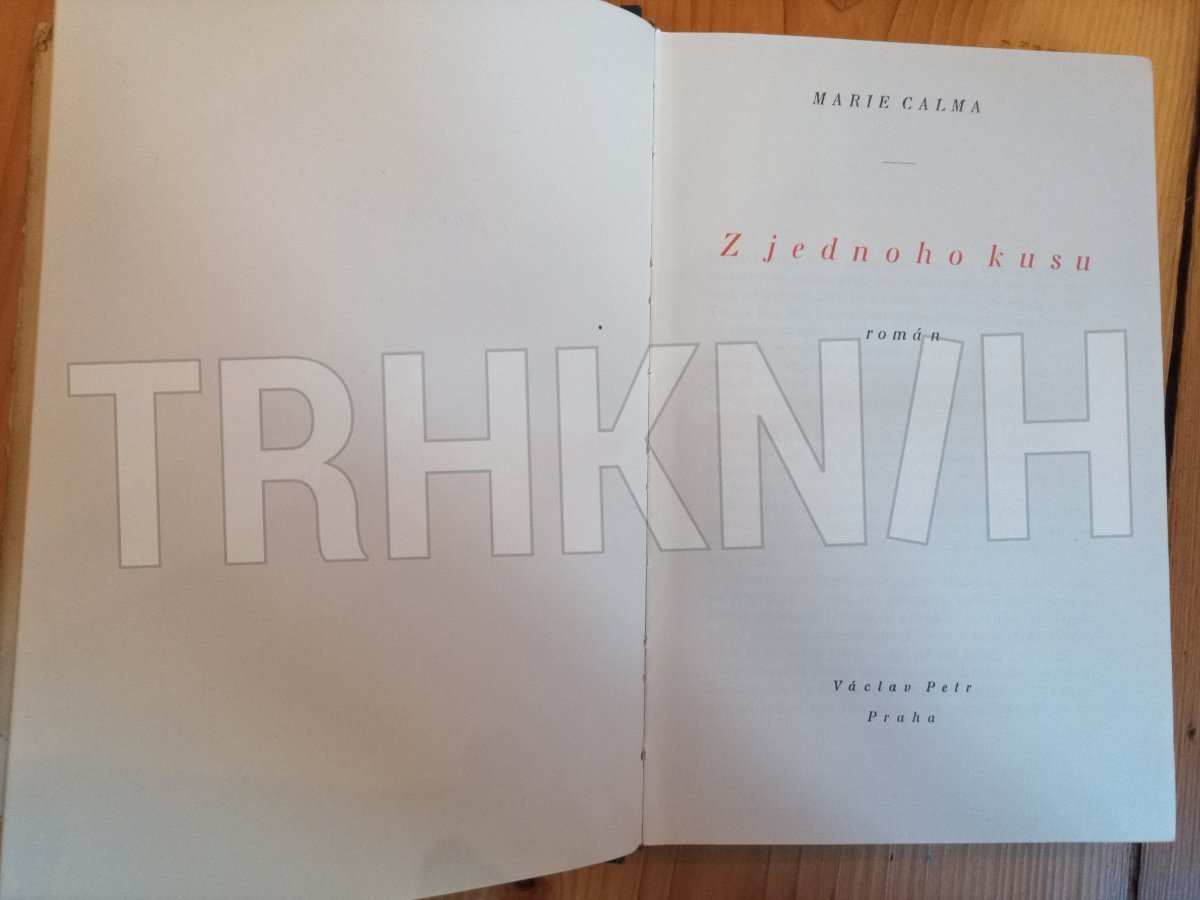 MARIE CALMA
Z jednoho kusu
román
TRHKNIH
Václav Petr
Praha